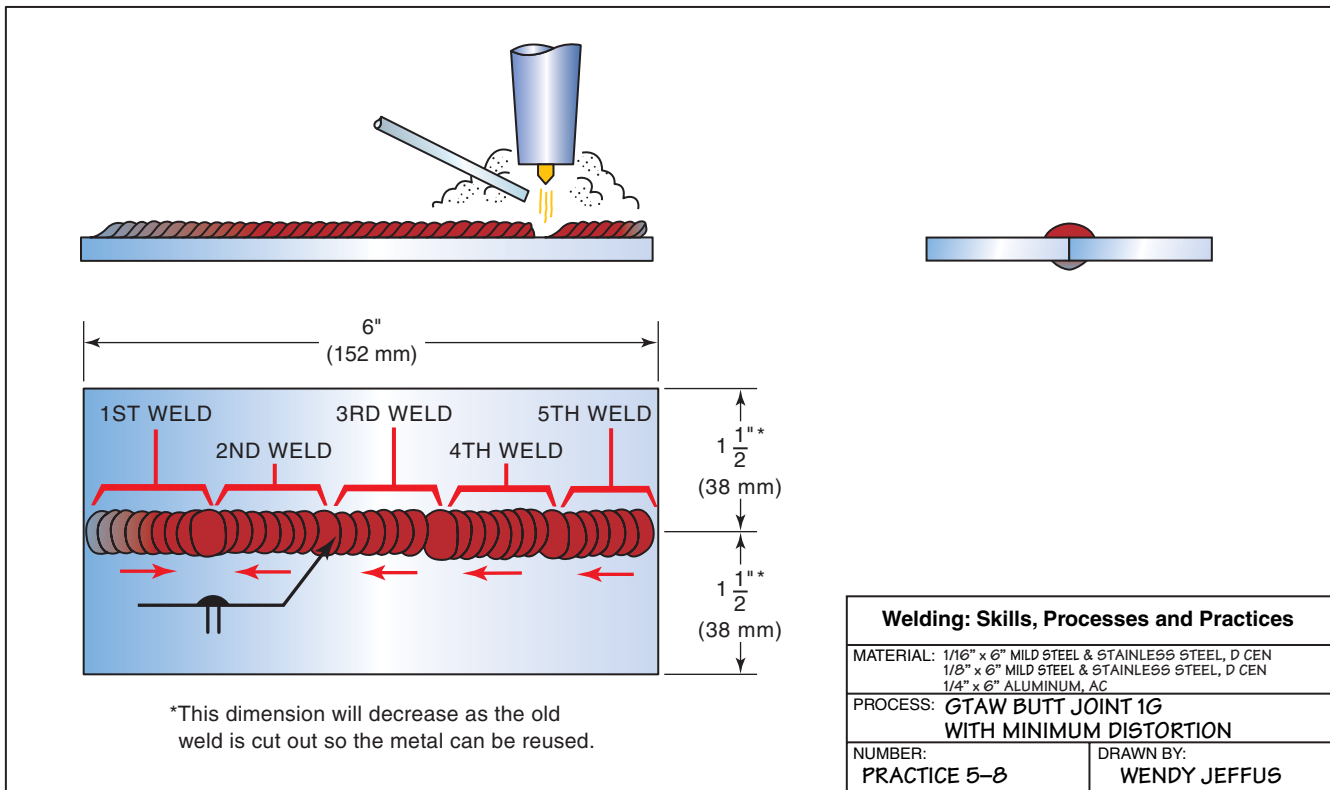 6"
(152 mm)
1ST WELD
2ND WELD
3RD WELD
4TH WELD
5TH WELD
1 1/2"*
(38 mm)
1 1/2"*
(38 mm)
*This dimension will decrease as the old
weld is cut out so the metal can be reused.
Welding: Skills, Processes and Practices
MATERIAL: 1/16" x 6" MILD STEEL & STAINLESS STEEL, D CEN
1/8" x 6" MILD STEEL & STAINLESS STEEL, D CEN
1/4" x 6" ALUMINUM, AC
PROCESS: GTAW BUTT JOINT 1G
WITH MINIMUM DISTORTION
NUMBER:
PRACTICE 5–8
DRAWN BY:
WENDY JEFFUS